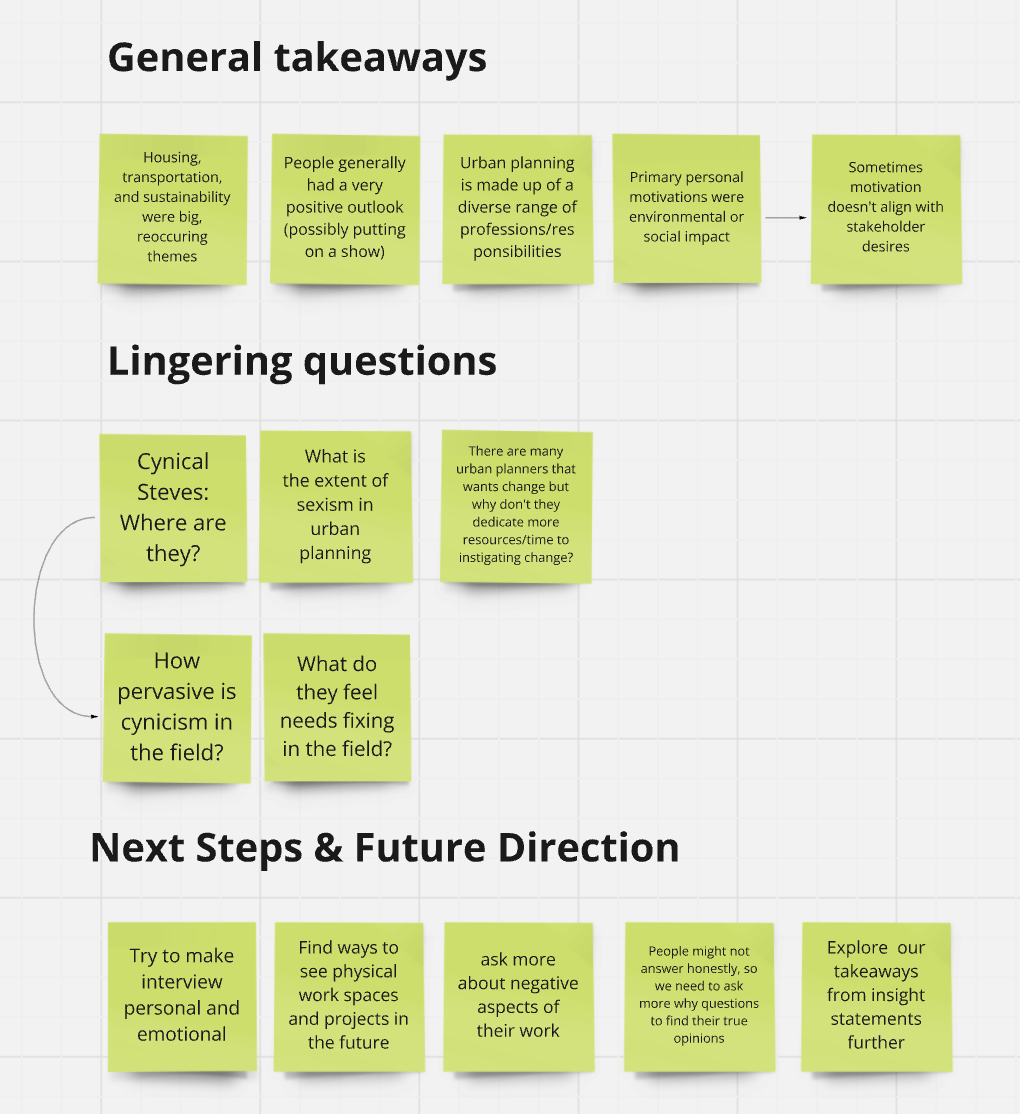 General takeaways
Housing,
transportation,
and sustainability
were big,
reoccuring
themes
People generally
had a very
positive outlook
(possibly putting
on a show)
Urban planning
is made up of a
diverse range of
professions/res
ponsibilities
Primary personal
motivations were
environmental or
social impact
Sometimes
motivation
doesn't align with
stakeholder
desires
Lingering questions
Cynical
Steves:
Where are
they?
What is
the extent of
sexism in
urban
planning
There are many
urban planners that
wants change but
why don't they
dedicate more
resources/time to
instigating change?
How
pervasive is
cynicism in
the field?
What do
they feel
needs fixing
in the field?
Next Steps & Future Direction
Try to make
interview
personal and
emotional
Find ways to
see physical
work spaces
and projects in
the future
ask more
about negative
aspects of
their work
People might not
answer honestly, so
we need to ask
more why questions
to find their true
opinions
Explore  our
takeaways
from insight
statements
further